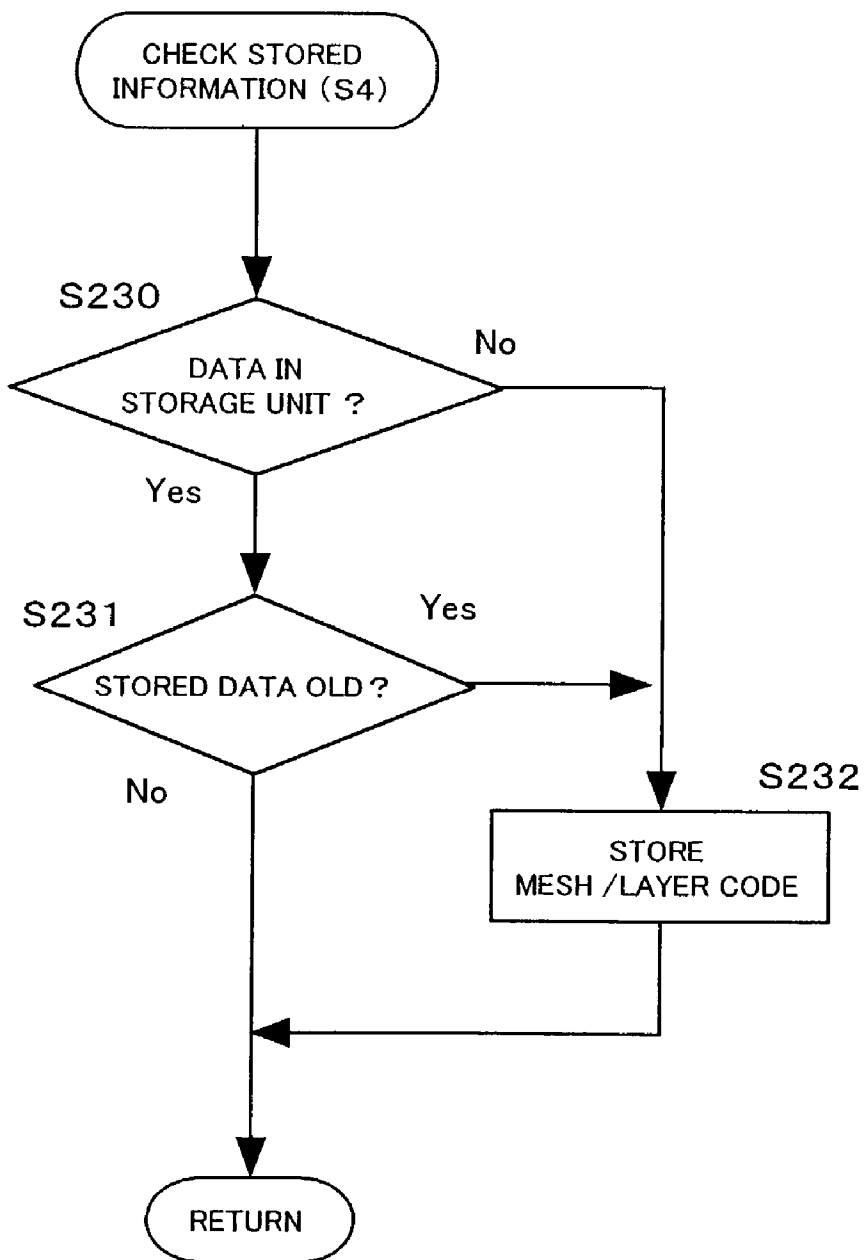 CHECK STORED
INFORMATION (S4)
S230
No
DATA IN
STORAGE UNIT ?
Yes
S231
Yes
STORED DATA OLD ?
No
S232
STORE
MESH /LAYER CODE
RETURN